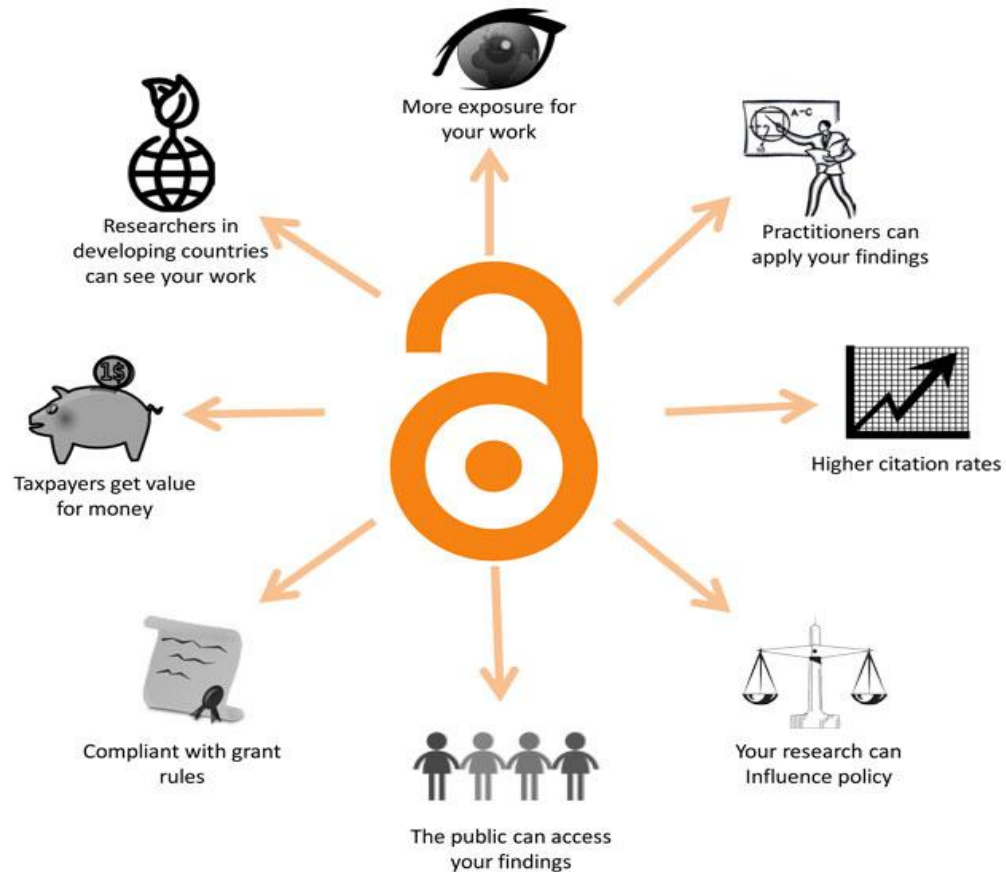 More exposure for
your work
A-C
Practitioners can
apply your findings
Higher citation rates
Your research can
Influence policy
The public can access
your findings
Compliant with grant
rules
1$
Taxpayers get value
for money
Researchers in
developing countries
can see your work